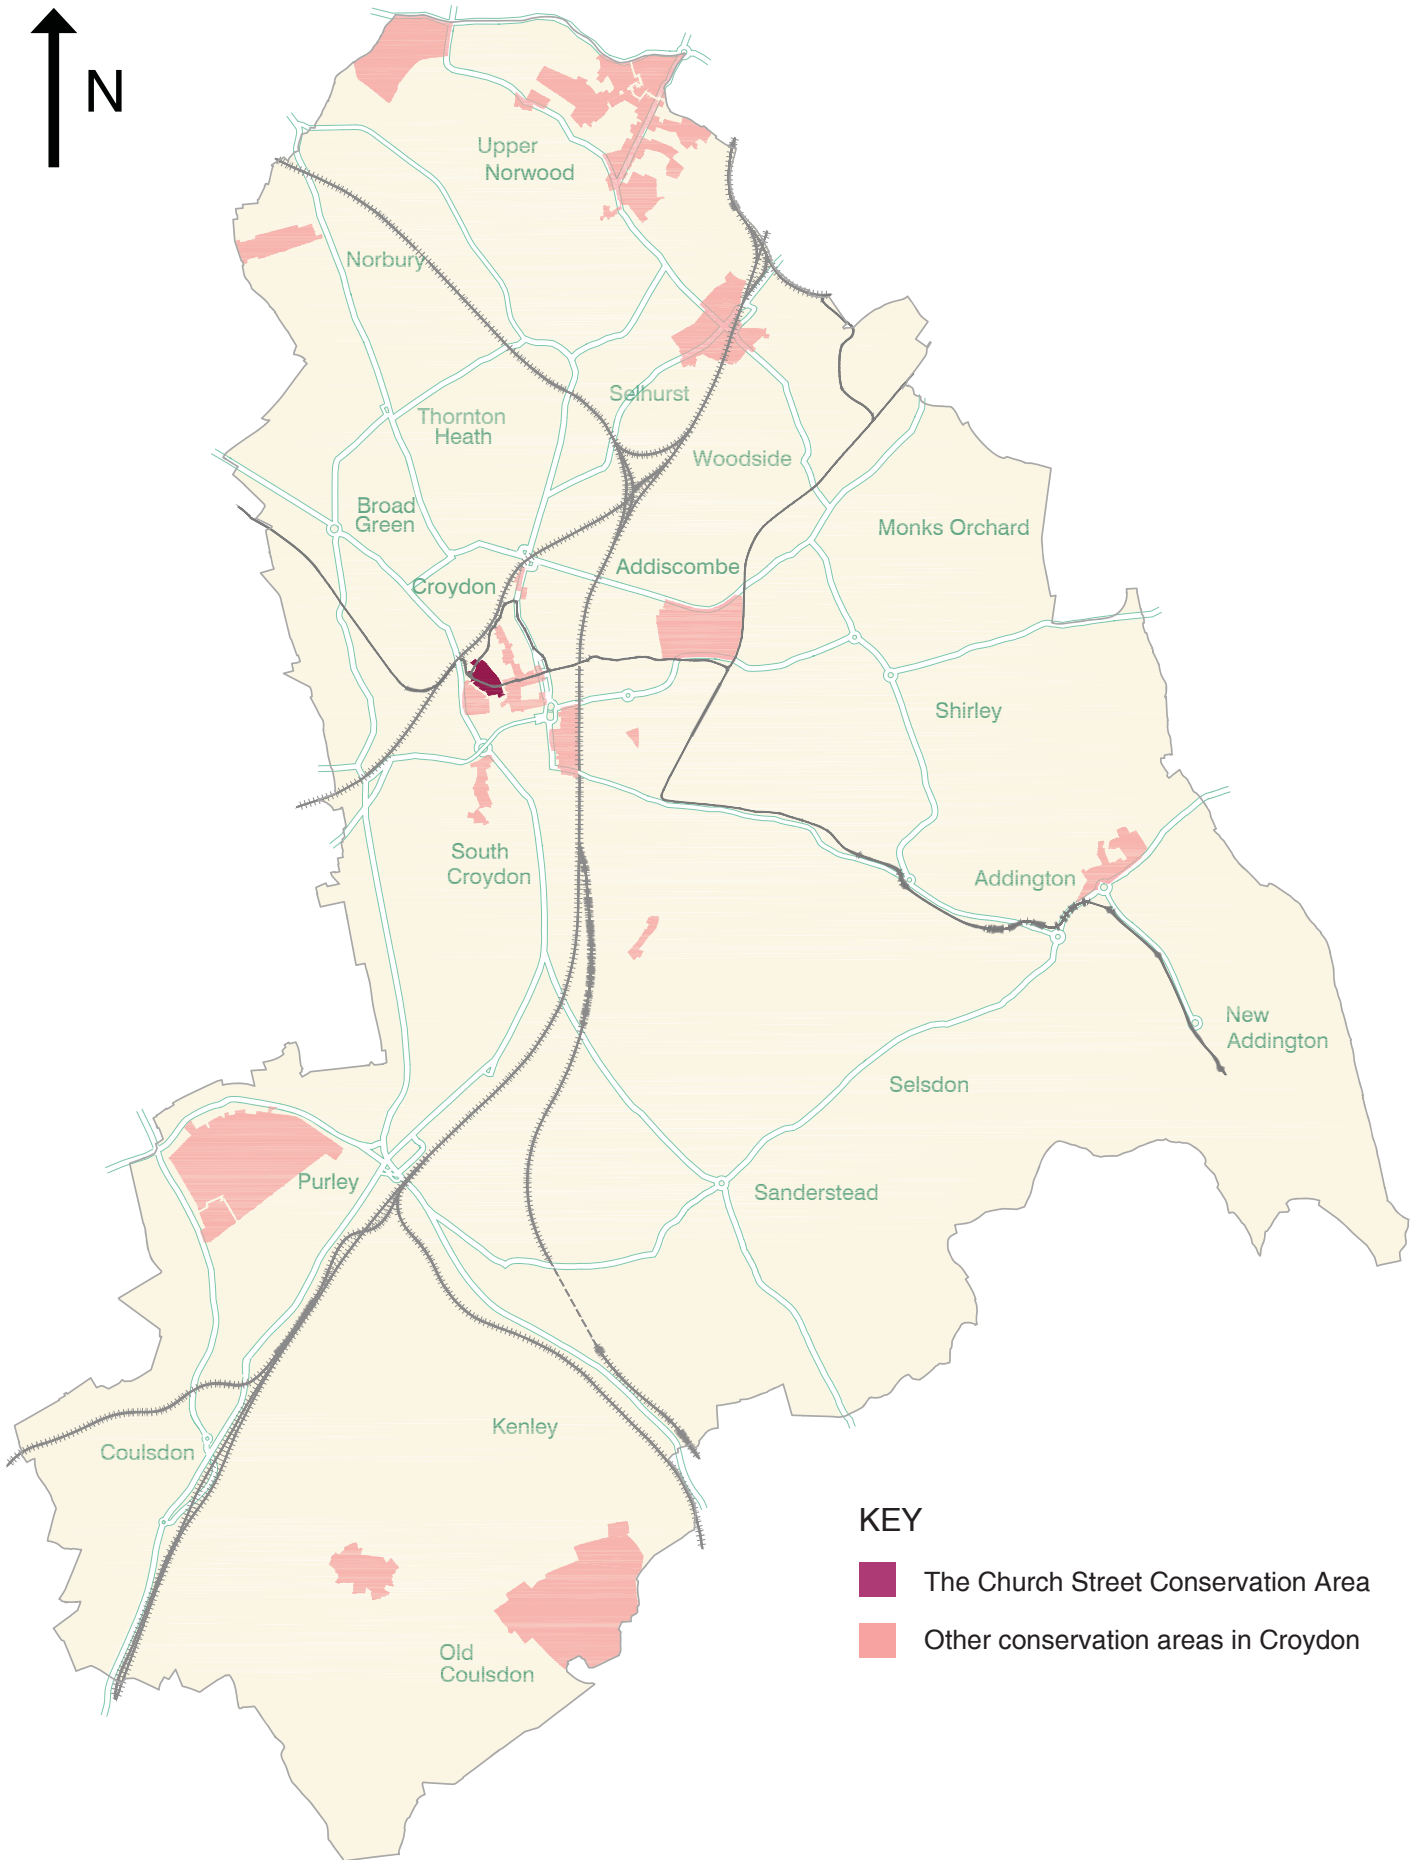 N
Upper
Norwood
Norbury
Selhurst
Thornton
Heath
Woodside
Broad
Green
Monks Orchard
Addiscombe
Croydon
Shirley
South
Croydon
Addington
New
Addington
Selsdon
Purley
Sanderstead
Kenley
Coulsdon
KEY
The Church Street Conservation Area
Other conservation areas in Croydon
Old
Coulsdon